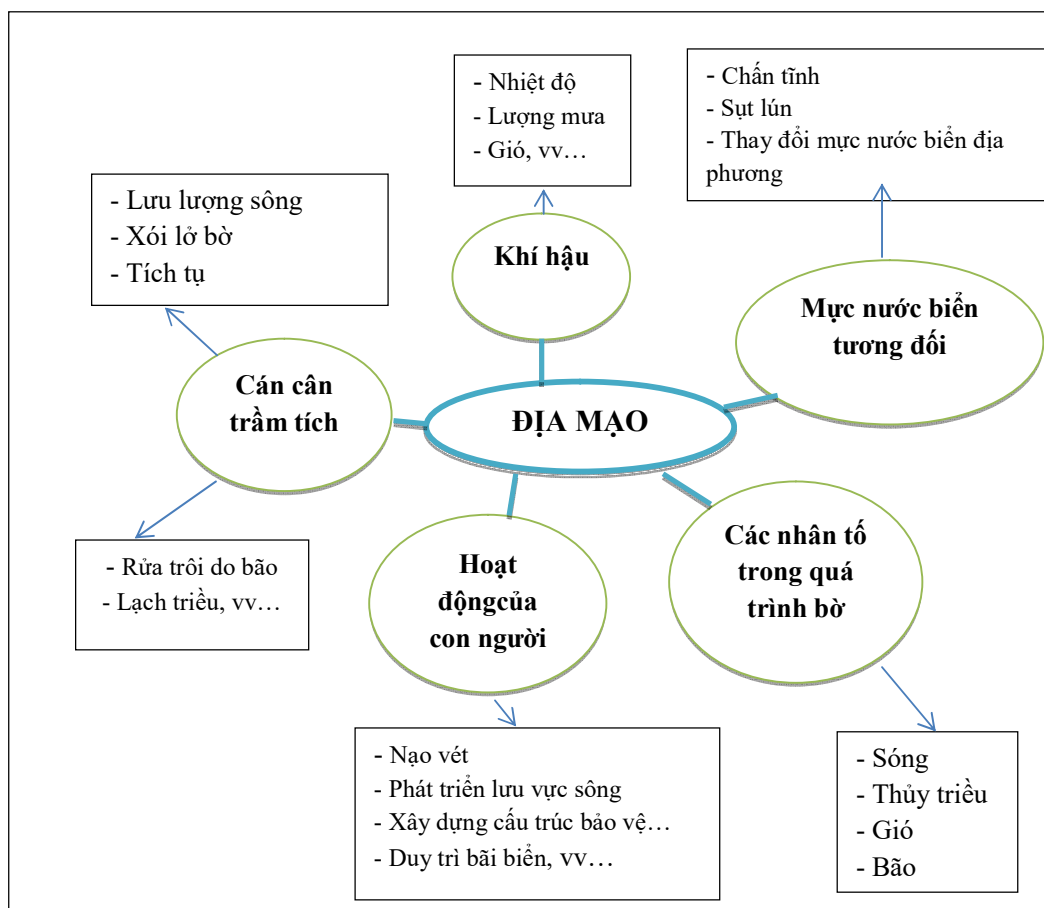 - Nhiệt độ
- Lượng mưa
- Gió, vv…
- Chấn tĩnh
- Sụt lún
- Thay đổi mực nước biển địa
phương
- Lưu lượng sông
- Xói lở bờ
- Tích tụ
Khí hậu
Mực nước biển
tương đối
Cán cân
trầm tích
ĐỊA MẠO
Các nhân tố
trong quá
trình bờ
Hoạt
độngcủa
con người
- Rửa trôi do bão
- Lạch triều, vv…
- Nạo vét
- Phát triển lưu vực sông
- Xây dựng cấu trúc bảo vệ…
- Duy trì bãi biển, vv…
- Sóng
- Thủy triều
- Gió
- Bão